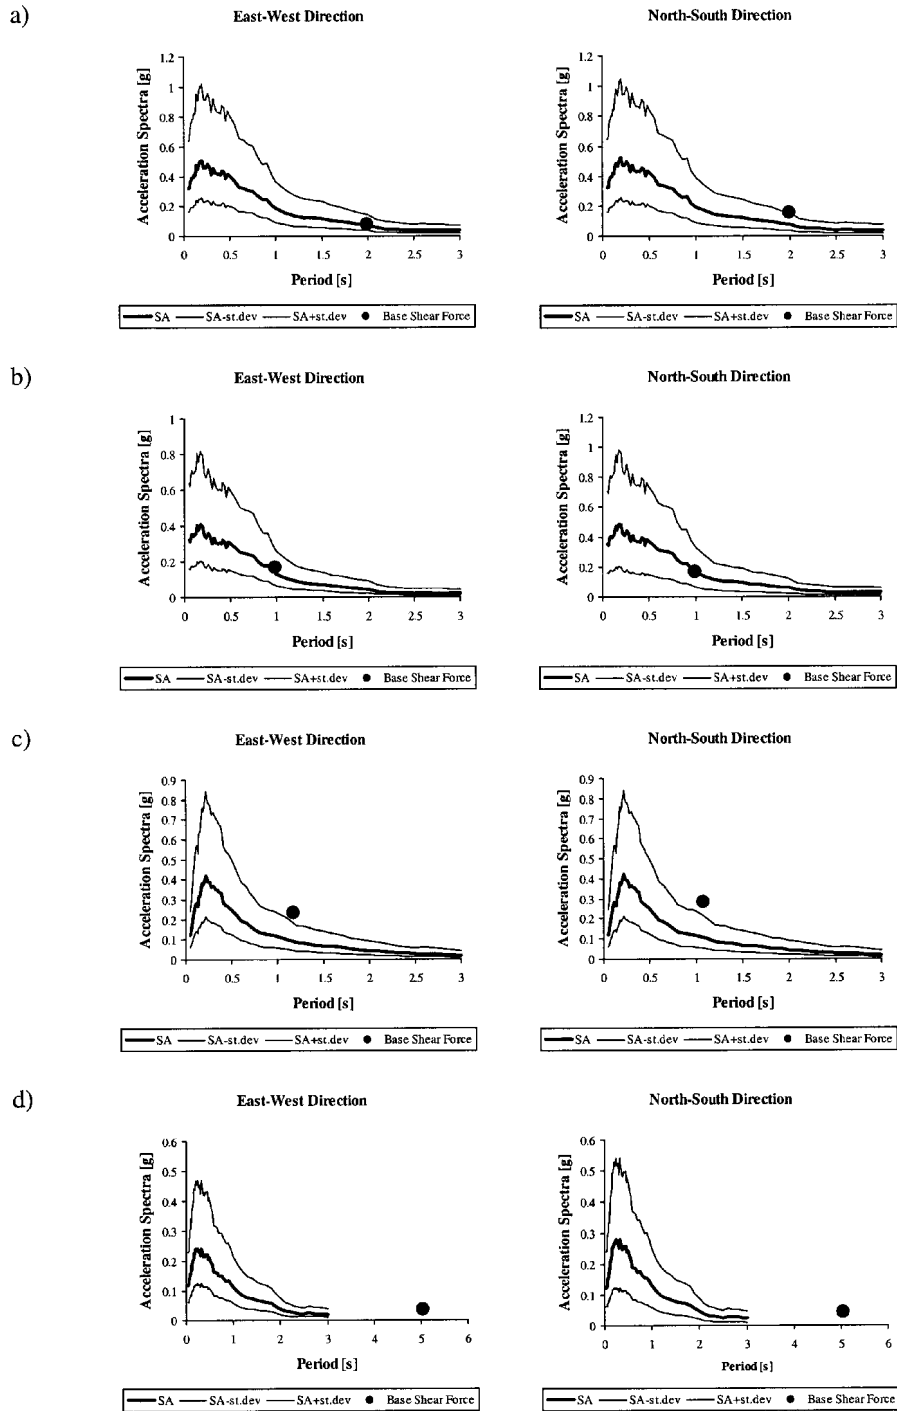 a)
East-West Direction
North-South Direction
Acceleration Spectra [g]
1.2
1
0.8
0.6
0.4
0.2
0
0 0.5 1 1.5 2 2.5 3
Period [s]
SA SA-st.dev SA+st.dev Base Shear Force
Acceleration Spectra [g]
1.2
1
0.8
0.6
0.4
0.2
0
0 0.5 1 1.5 2 2.5 3
Period [s]
SA SA-st.dev SA+st.dev Base Shear Force
b)
East-West Direction
North-South Direction
Acceleration Spectra [g]
1
0.8
0.6
0.4
0.2
0
0 0.5 1 1.5 2 2.5 3
Period [s]
SA SA-st.dev SA+st.dev Base Shear Force
Acceleration Spectra [g]
1.2
1
0.8
0.6
0.4
0.2
0
0 0.5 1 1.5 2 2.5 3
Period [s]
SA SA-st.dev SA+st.dev Base Shear Force
c)
East-West Direction
North-South Direction
Acceleration Spectra [g]
0.9
0.8
0.7
0.6
0.5
0.4
0.3
0.2
0.1
0
0 0.5 1 1.5 2 2.5 3
Period [s]
SA SA-st.dev SA+st.dev Base Shear Force
Acceleration Spectra [g]
0.9
0.8
0.7
0.6
0.5
0.4
0.3
0.2
0.1
0
0 0.5 1 1.5 2 2.5 3
Period [s]
SA SA-st.dev SA+st.dev Base Shear Force
d)
East-West Direction
North-South Direction
Acceleration Spectra [g]
0.6
0.5
0.4
0.3
0.2
0.1
0
0 1 2 3 4 5 6
Period [s]
SA SA-st.dev SA+st.dev Base Shear Force
Acceleration Spectra [g]
0.6
0.5
0.4
0.3
0.2
0.1
0
0 1 2 3 4 5 6
Period [s]
SA SA-st.dev SA+st.dev Base Shear Force